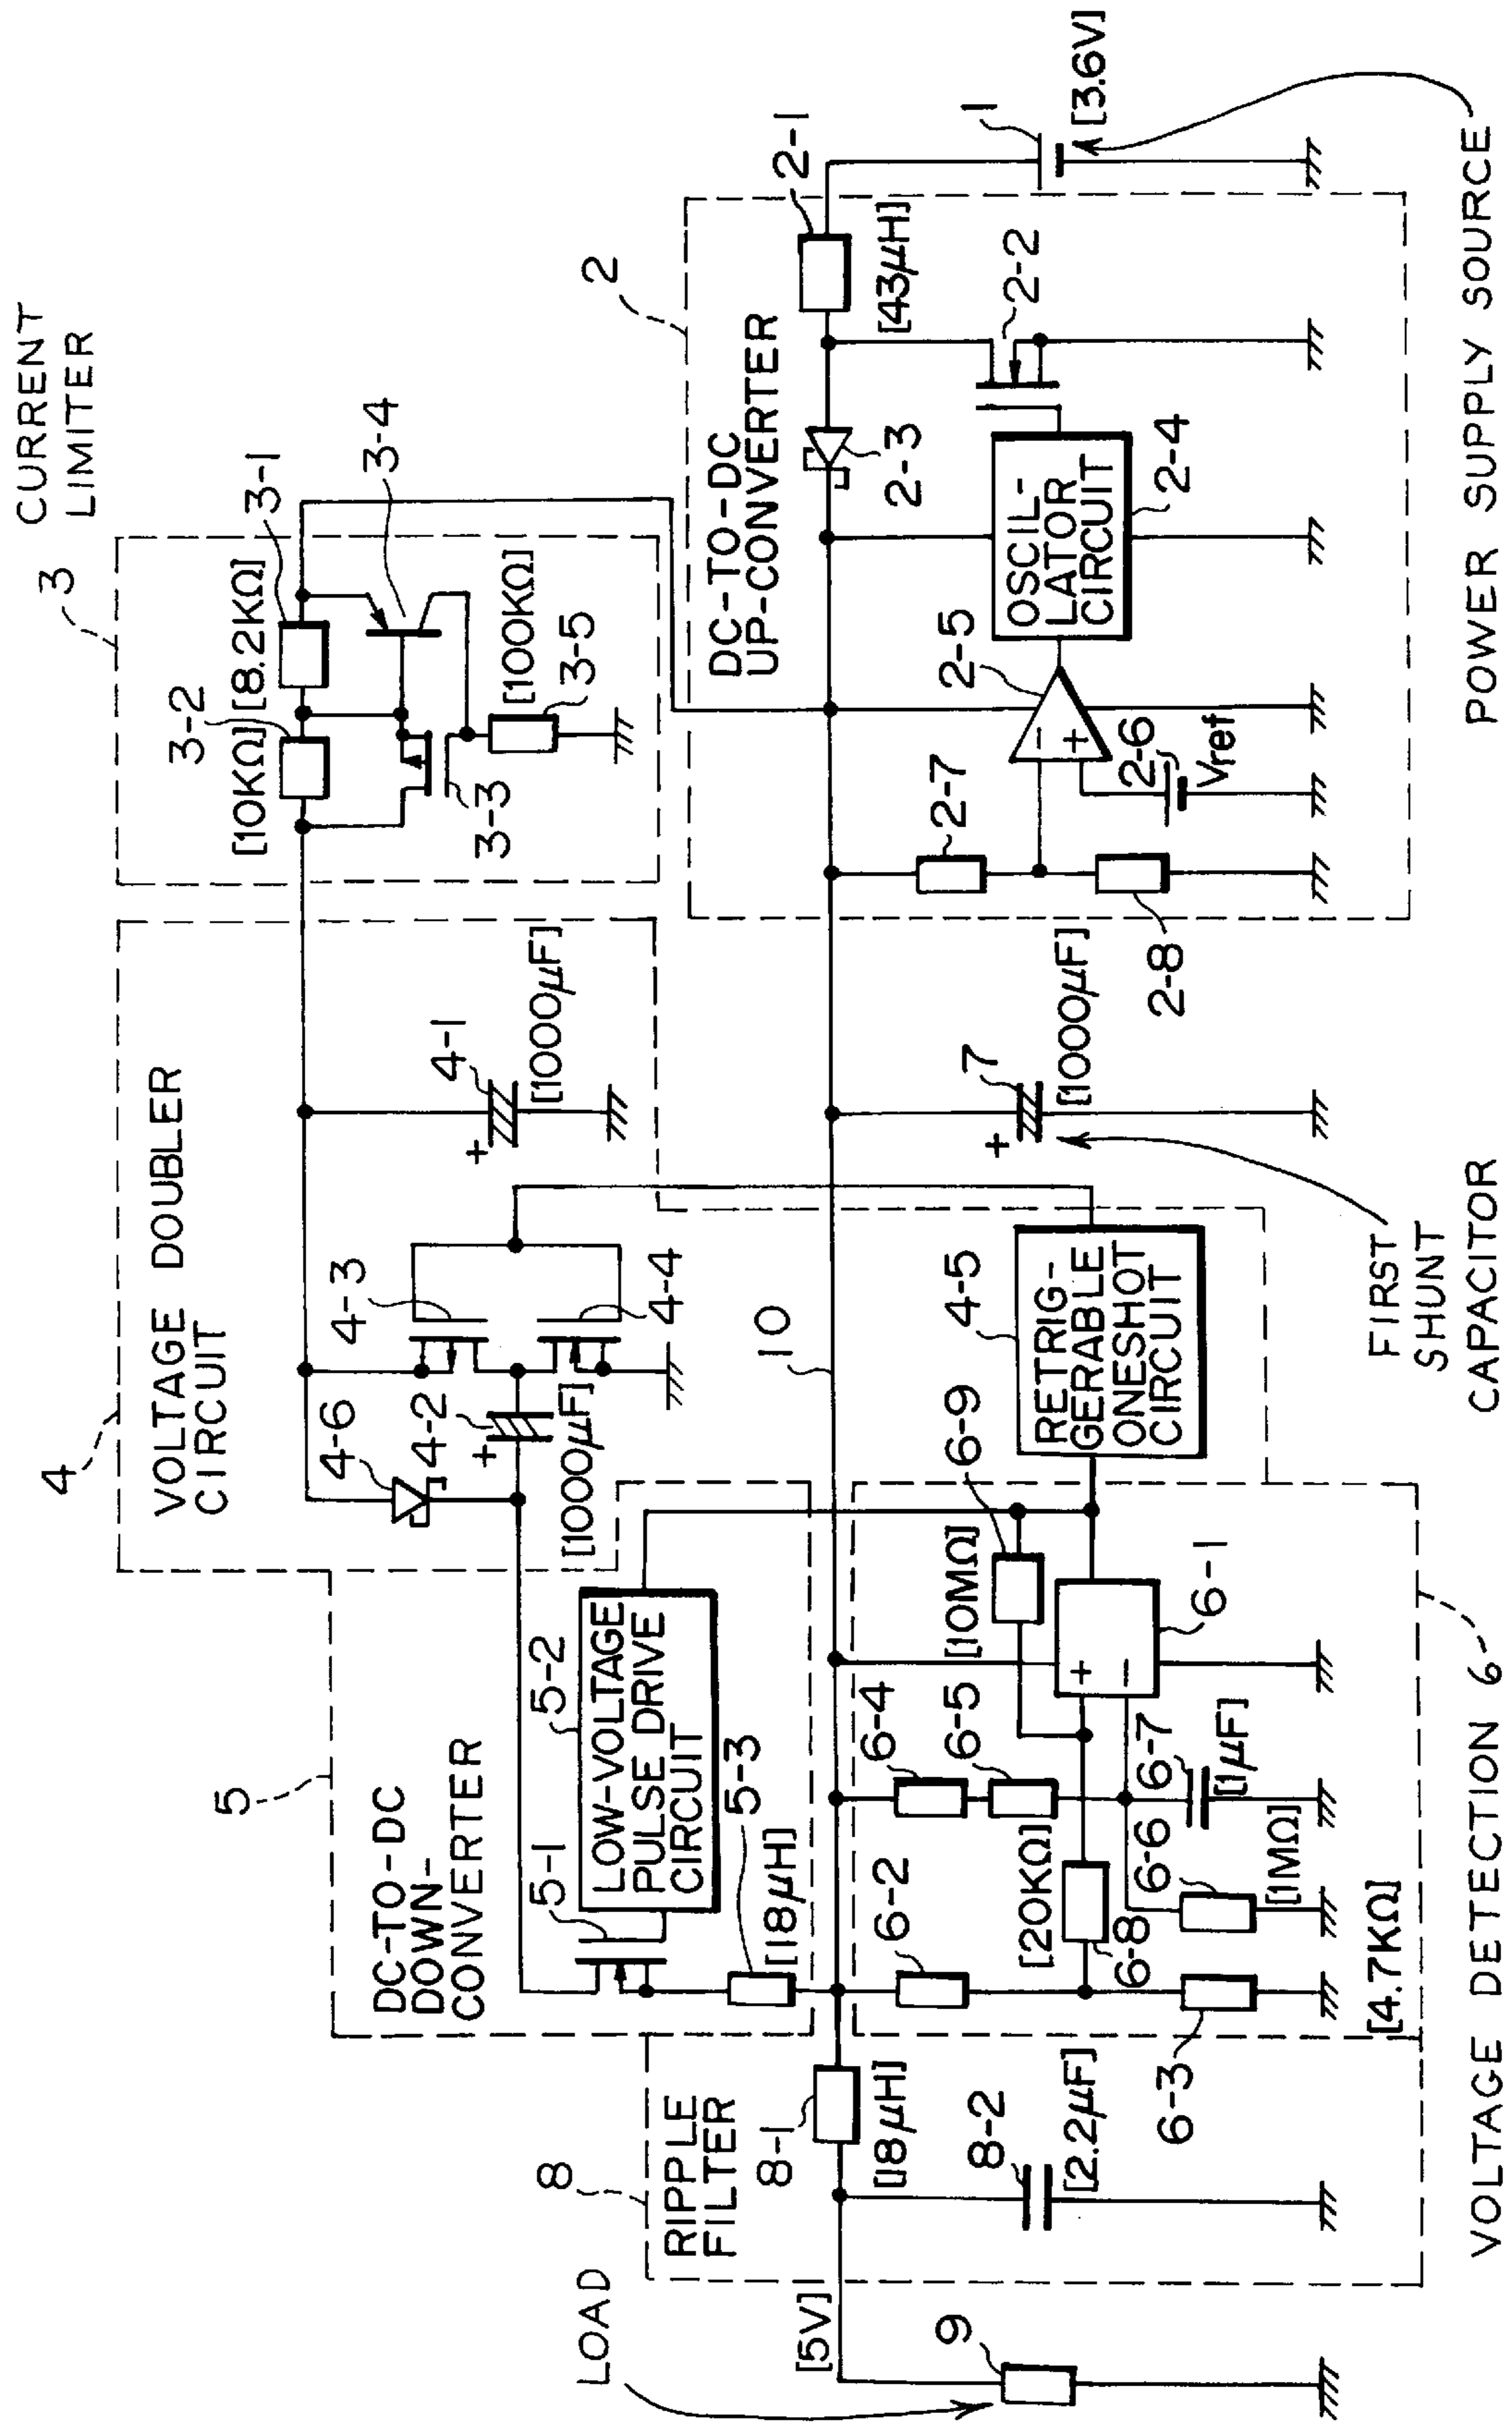 CURRENT
LIMITER
3
3-1
3-2
[10KΩ]
[8.2KΩ]
3-4
3-3
[100KΩ]
3-5
4
VOLTAGE DOUBLER
CIRCUIT
4-6
4-3
4-1
+
[1000µF]
4-2
+
[1000µF]
4-4
5
DC-TO-DC
DOWN-
CONVERTER
5-1
5-2
LOW-VOLTAGE
PULSE DRIVE
CIRCUIT
5-3
[18µH]
2
DC-TO-DC
UP-CONVERTER
2-1
[43µH]
2-3
2-2
1
[3.6V]
OSCIL-
LATOR
CIRCUIT
2-4
2-5
-
+
2-6
Vref
2-7
2-8
POWER SUPPLY SOURCE
10
7
+
[1000µF]
FIRST
SHUNT
CAPACITOR
4-5
RETRIG-
GERABLE
ONESHOT
CIRCUIT
6-9
[10MΩ]
6-1
+
-
6-4
6-5
6-2
[20KΩ]
6-8
6-6
[1MΩ]
6-7
[1µF]
6-3
[4.7KΩ]
VOLTAGE DETECTION 6
8
RIPPLE
FILTER
8-1
[18µH]
8-2
[2.2µF]
LOAD
[5V]
9